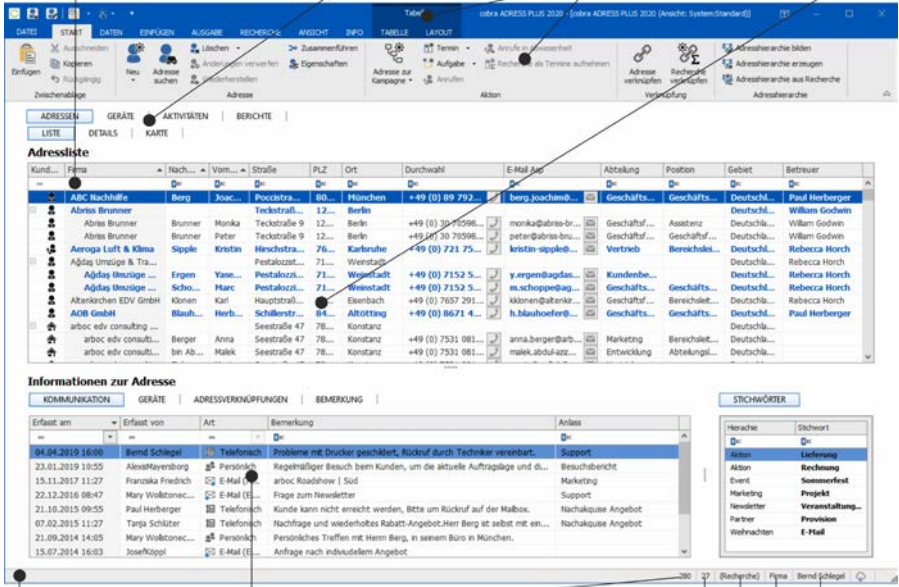 Tabel
cobra ADRESS PLUS 2020 - [cobra ADRESS PLUS 2020 (Ansicht: System:Standard)]
DATEI START DATEN EINFÜGEN AUSGABE RECHERCHE ANSICHT INFO TABELLE LAYOUT
Ausschneiden Löschen Zusammenführen Termin Anrufe in Abwesenheit Adresshierarchie bilden
Einfügen Kopieren Neu Adresse suchen Änderungen verwerfen Eigenschaften Adresse zur Kampagne Aufgabe Recherche als Termine aufnehmen Adresse verknüpfen Recherche verknüpfen Adresshierarchie erzeugen
Rückgängig Wiederherstellen Anrufen Adresshierarchie aus Recherche
Zwischenablage Adresse Aktion Verknüpfung Adresshierarchie
ADRESSEN GERÄTE AKTIVITÄTEN BERICHTE
LISTE DETAILS KARTE
Adressliste
Kund... Firma Nach... Vorn... Straße PLZ Ort Durchwahl E-Mail Asp Abteilung Position Gebiet Betreuer
ABC Nachhilfe Berg Joac... Poccistra... 80... München +49 (0) 89 792... berg.joachim@... Geschäfts... Geschäfts... Deutschl... Paul Herberger
Abriss Brunner Teckstraß... 12... Berlin Deutschl... William Godwin
Abriss Brunner Brunner Monika Teckstraße 9 12... Berlin +49 (0) 30 70598... monika@abriss-br... Geschäftsf... Assistenz Deutschla... William Godwin
Abriss Brunner Brunner Peter Teckstraße 9 12... Berlin +49 (0) 30 70598... peter@abriss-bru... Geschäftsf... Geschäftsf... Deutschla... William Godwin
Aeroga Luft & Klima Sipple Kristin Hirschstra... 76... Karlsruhe +49 (0) 721 75... kristin-sipple@... Vertrieb Bereichslei... Deutschl... Rebecca Horch
Ağdaş Umzüge & Tra... Pestalozzist... 71... Weinstadt Deutschla... Rebecca Horch
Ağdaş Umzüge ... Ergen Yase... Pestalozzi... 71... Weinstadt +49 (0) 7152 5... y.ergen@agdas... Kundenbe... Deutschl... Rebecca Horch
Ağdaş Umzüge ... Scho... Marc Pestalozzi... 71... Weinstadt +49 (0) 7152 5... m.schoppe@ag... Deutschl... Rebecca Horch
Altenkirchen EDV GmbH Klonen Karl Hauptstraß... Eisenbach +49 (0) 7657 291... kklonen@altenkir... Geschäftsf... Bereichsleit... Deutschla... Rebecca Horch
AOB GmbH Blauh... Herb... Schillerstr... 84... Altötting +49 (0) 8671 4... h.blauhoefer@... Geschäfts... Geschäfts... Deutschl... Paul Herberger
arboc edv consulting ... Seestraße 47 78... Konstanz Deutschla...
arboc edv consulti... Berger Anna Seestraße 47 78... Konstanz +49 (0) 7531 081... anna.berger@arb... Marketing Bereichsleit... Deutschla...
arboc edv consulti... bin Ab... Malek Seestraße 47 78... Konstanz +49 (0) 7531 081... malek.abdul-aziz... Entwicklung Abteilungsl... Deutschla...
Informationen zur Adresse
KOMMUNIKATION GERÄTE ADRESSVERKNÜPFUNGEN BEMERKUNG STICHWÖRTER
Erfasst am Erfasst von Art Bemerkung Anlass
04.04.2019 16:00 Bernd Schlegel Telefonisch Probleme mit Drucker geschildert, Rückruf durch Techniker vereinbart. Support
23.01.2019 10:55 AlexisMayersborg Persönlich Regelmäßiger Besuch beim Kunden, um die aktuelle Auftragslage und di... Besuchsbericht
15.11.2017 11:27 Franziska Friedrich E-Mail arboc Roadshow | Süd Marketing
22.12.2016 08:47 Mary Wollstonec... E-Mail (E... Frage zum Newsletter Support
21.10.2015 09:55 Paul Herberger Telefonisch Kunde kann nicht erreicht werden, Bitte um Rückruf auf der Mailbox. Nachakquise Angebot
07.02.2015 11:27 Tanja Schlüter Telefonisch Nachfrage und wiederholtes Rabatt-Angebot.Herr Berg ist selbst mit ein... Nachakquise Angebot
21.09.2014 14:05 Mary Wollstonec... Persönlich Persönliches Treffen mit Herrn Berg, in seinem Büro in München.
15.07.2014 16:03 JosefKöppl E-Mail (E... Anfrage nach indivudellem Angebot
Hierachie Stichwort
Aktion Lieferung
Aktion Rechnung
Event Sommerfest
Marketing Projekt
Newsletter Veranstaltung...
Partner Provision
Weihnachten E-Mail
280 27 (Recherche) Firma Bernd Schlegel